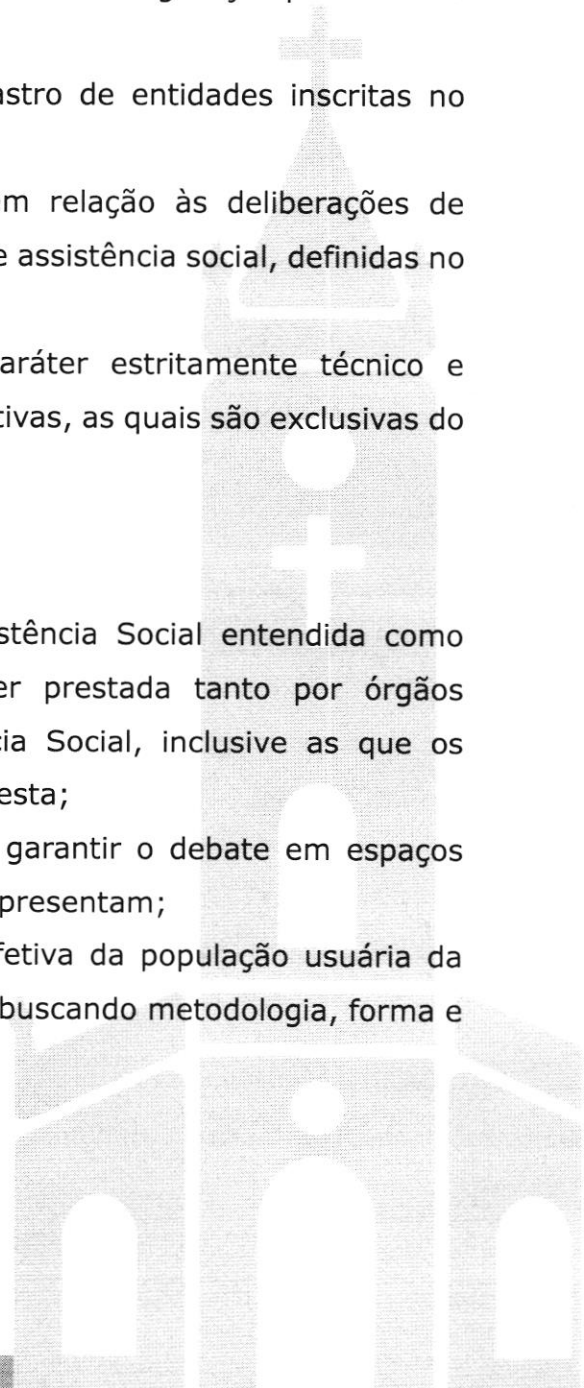 astro de entidades inscritas no
em relação às deliberações de
e assistência social, definidas no
aráter estritamente técnico e
tivas, as quais são exclusivas do
stência Social entendida como
er prestada tanto por órgãos
cia Social, inclusive as que os
esta;
garantir o debate em espaços
presentam;
fetiva da população usuária da
buscando metodologia, forma e